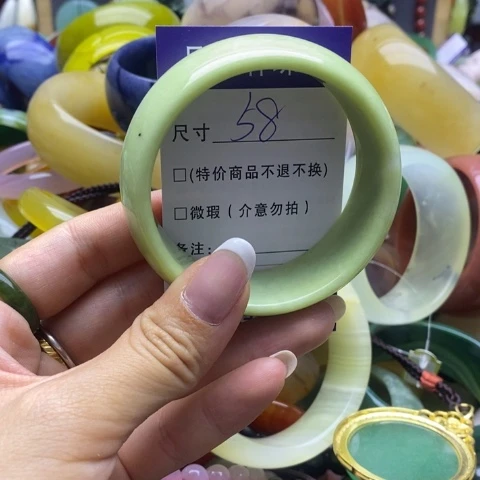 尺寸 58
□(特价商品不退不换)
□微瑕(介意勿拍)
备注: